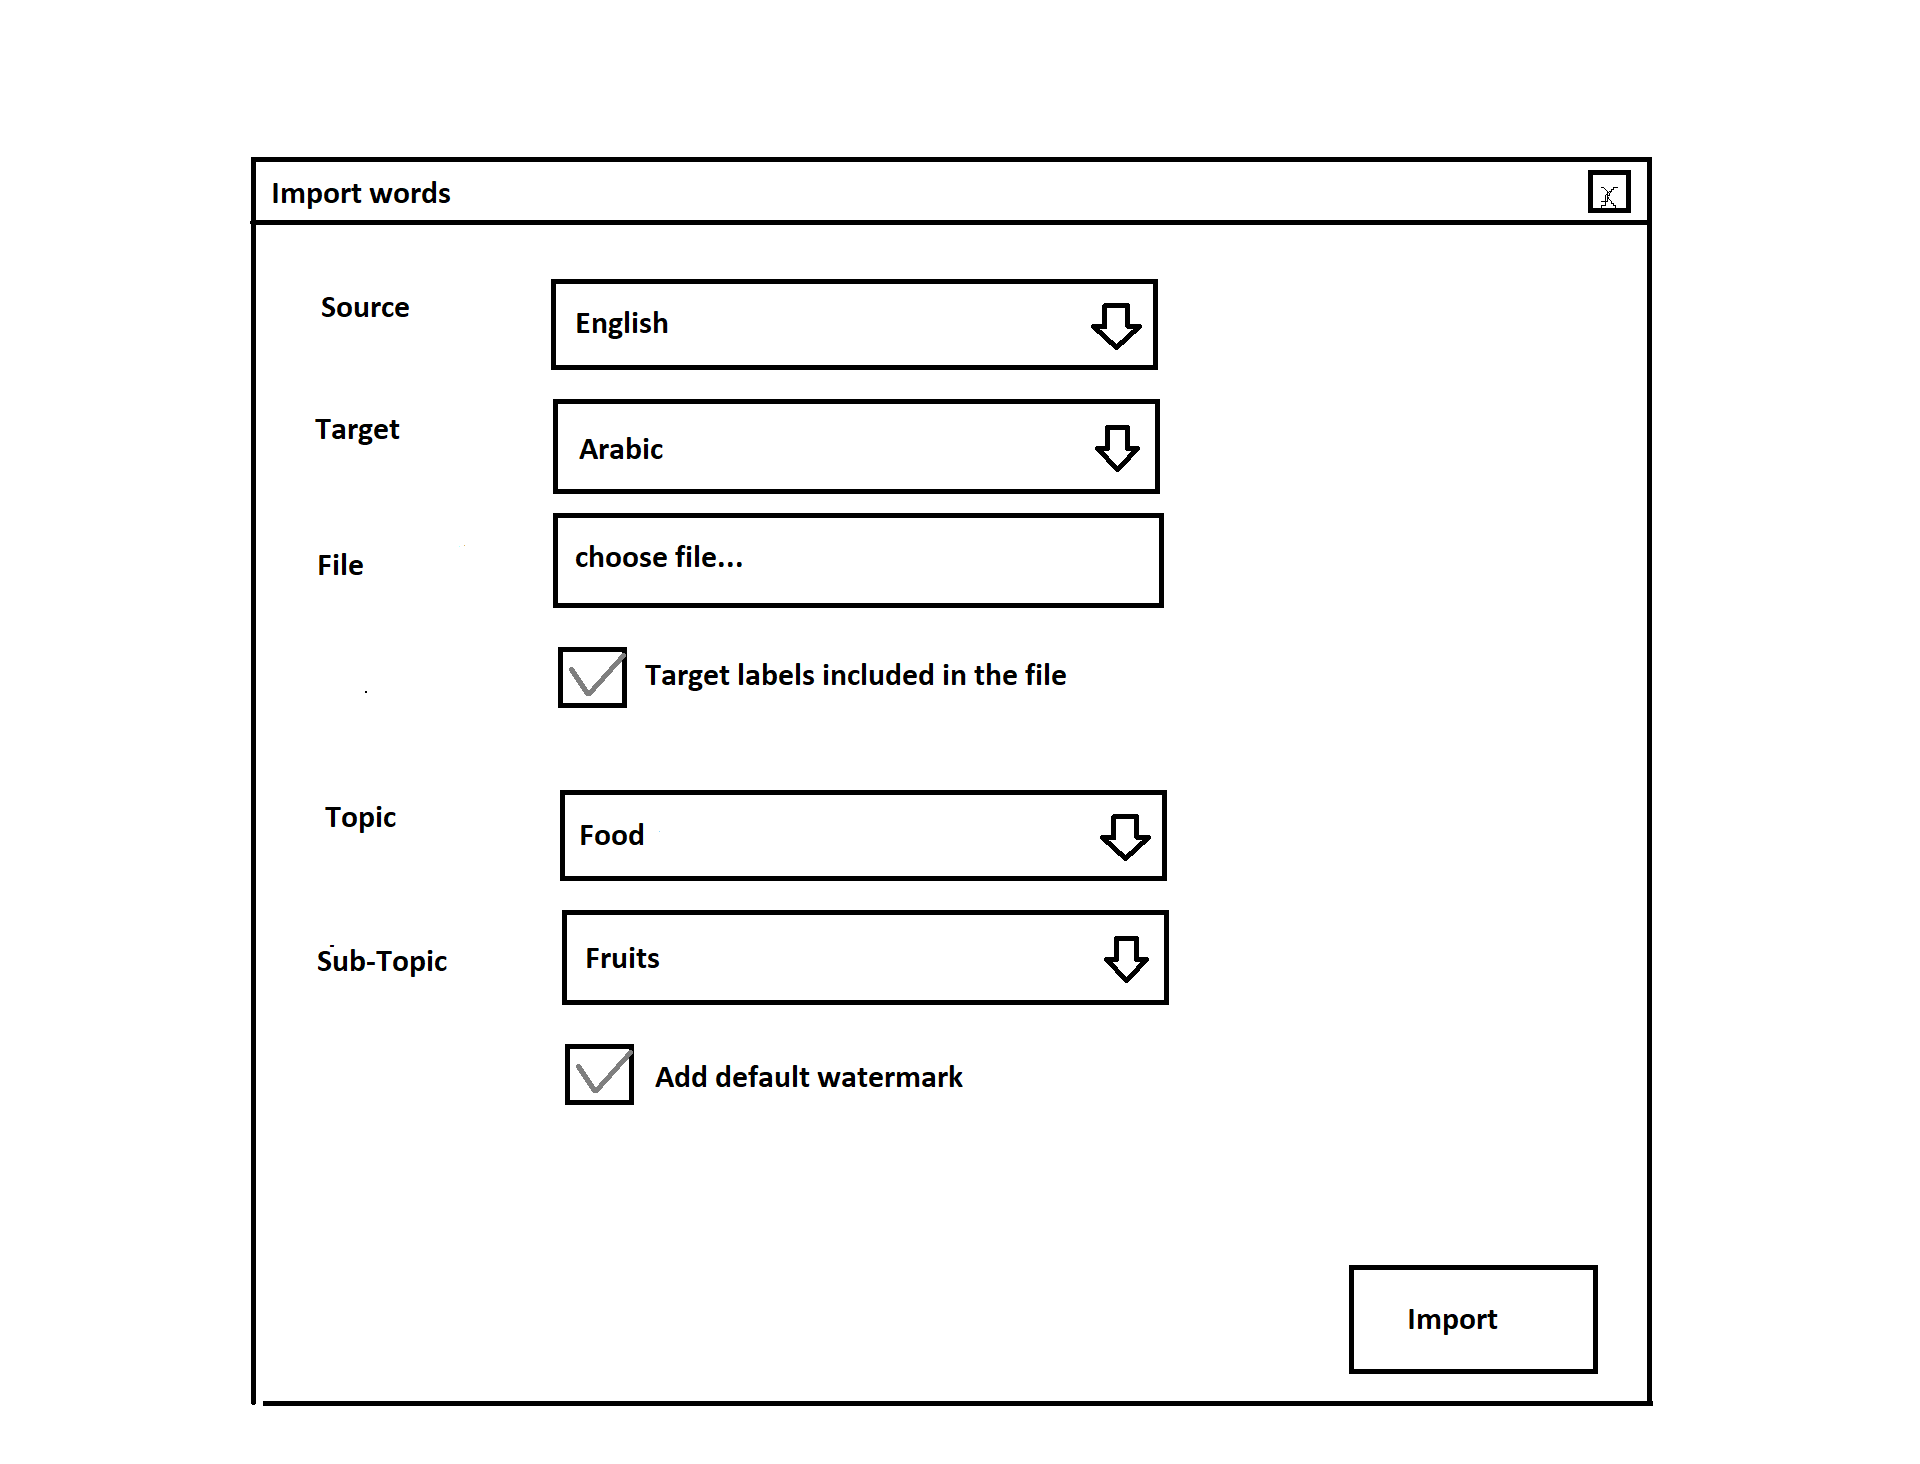 Import words
X
Source
English
Target
Arabic
File
choose file...
Target labels included in the file
Topic
Food
Sub-Topic
Fruits
Add default watermark
Import